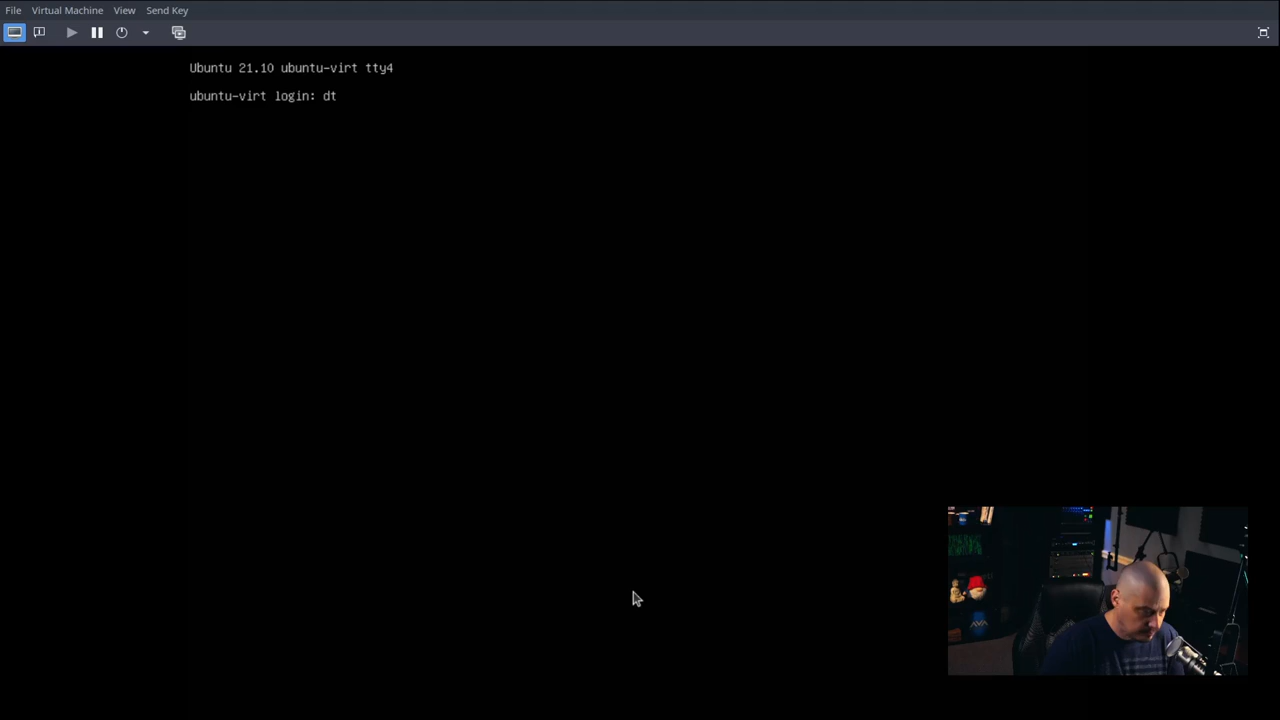 File Virtual Machine View Send Key
Ubuntu 21.10 ubuntu-virt tty4
ubuntu-virt login: dt